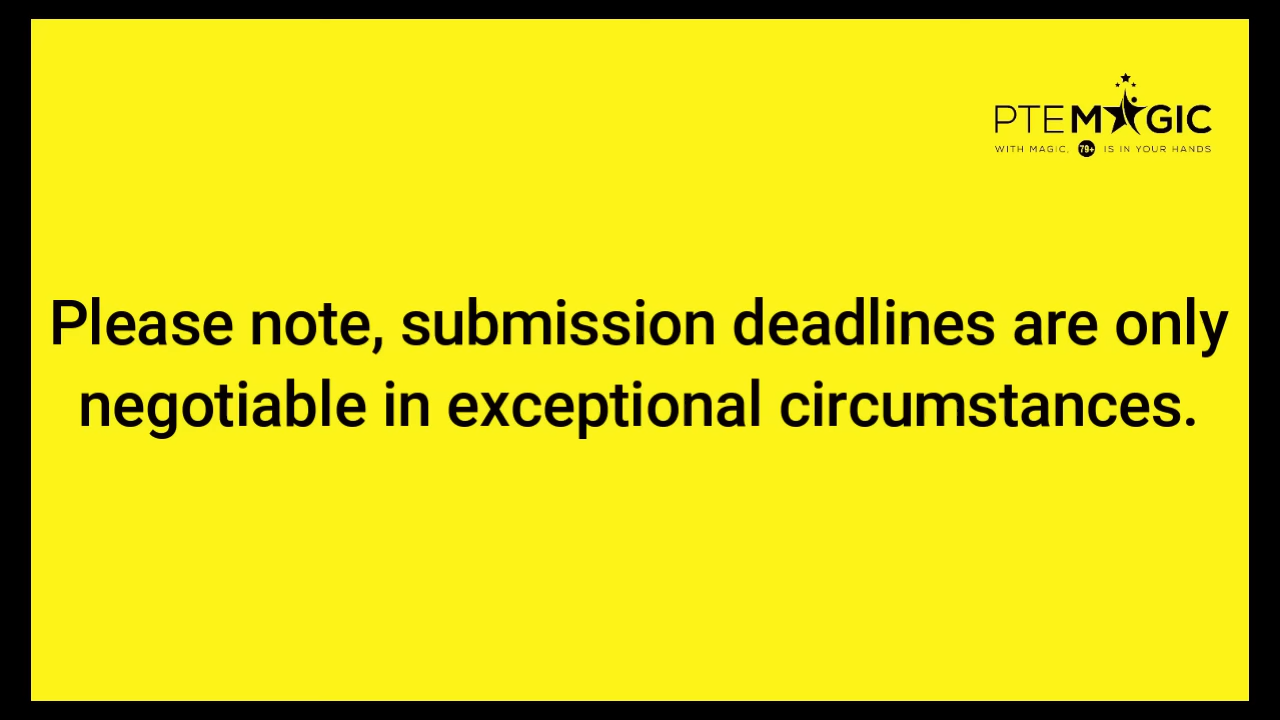 PTEMAGIC
WITH MAGIC, 79+ IS IN YOUR HANDS
Please note, submission deadlines are only
negotiable in exceptional circumstances.